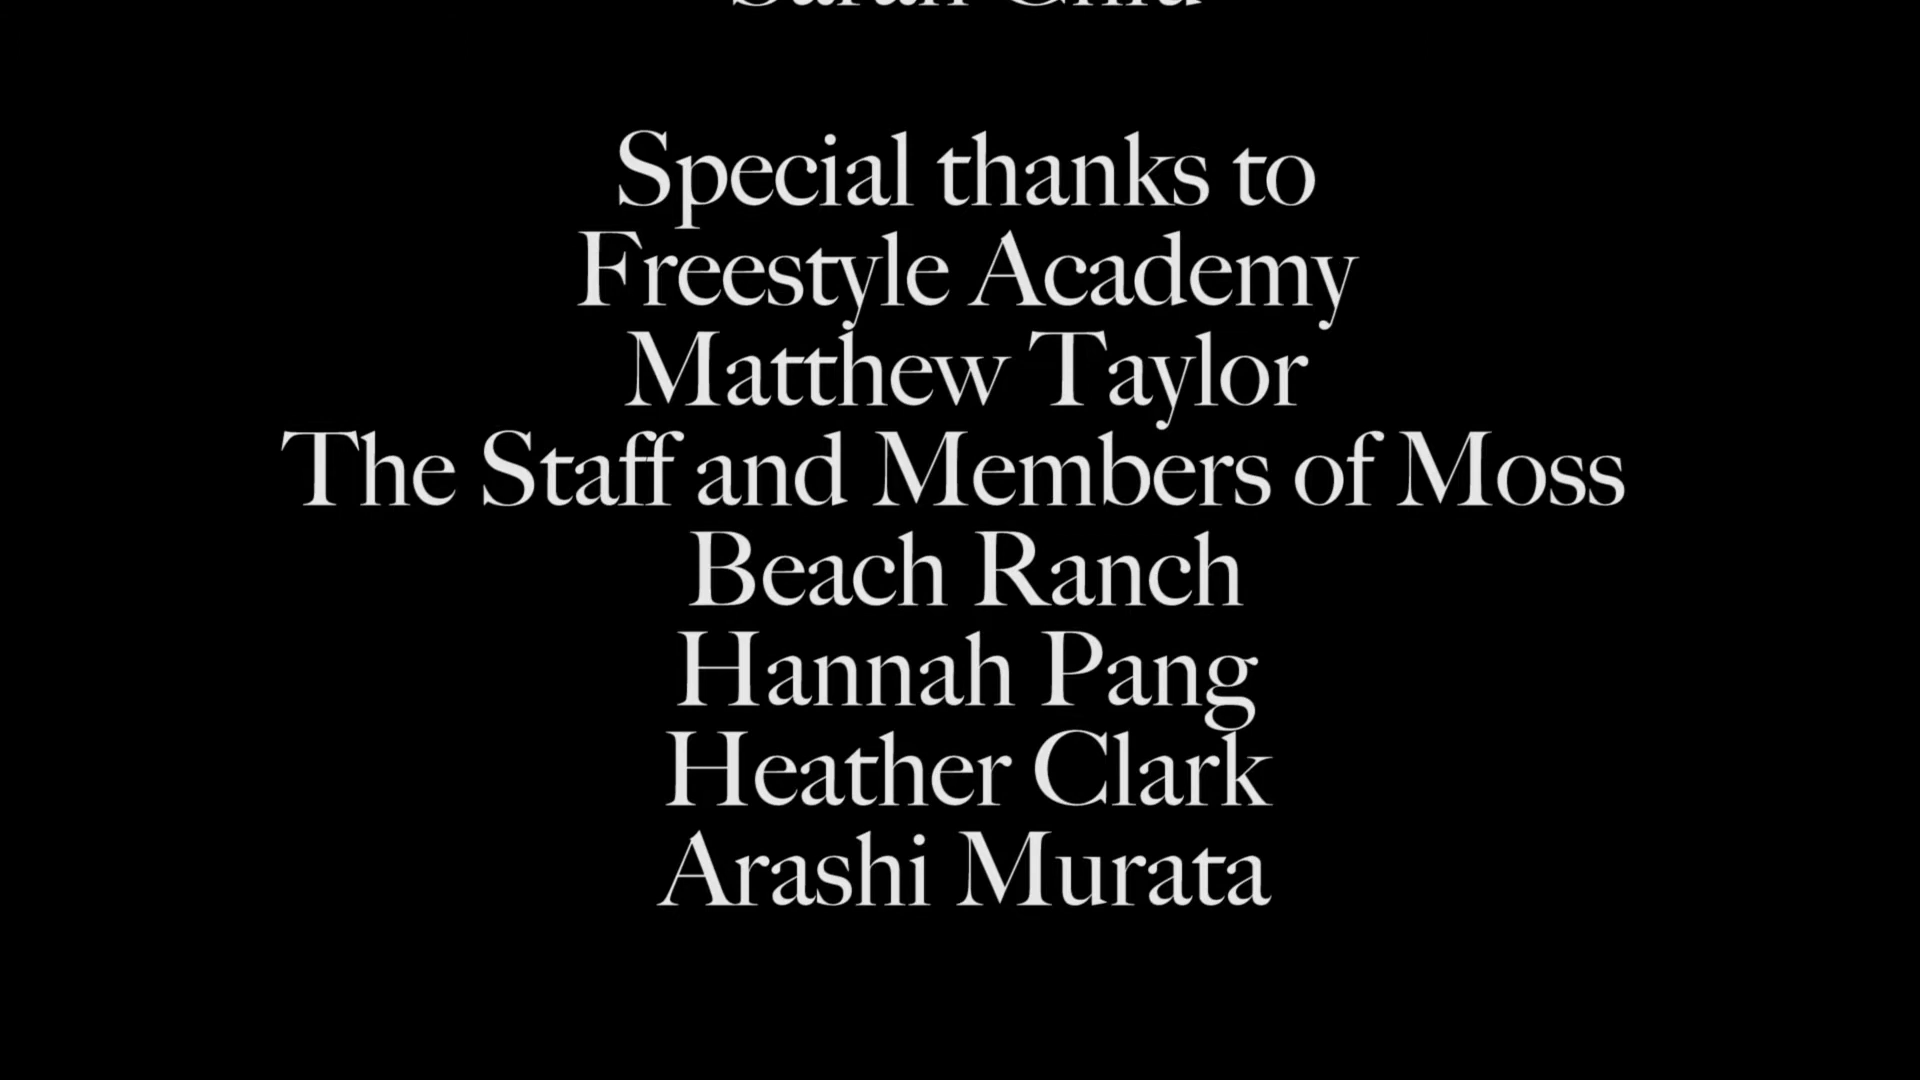 Special thanks to
Freestyle Academy
Matthew Taylor
The Staff and Members of Moss
Beach Ranch
Hannah Pang
Heather Clark
Arashi Murata